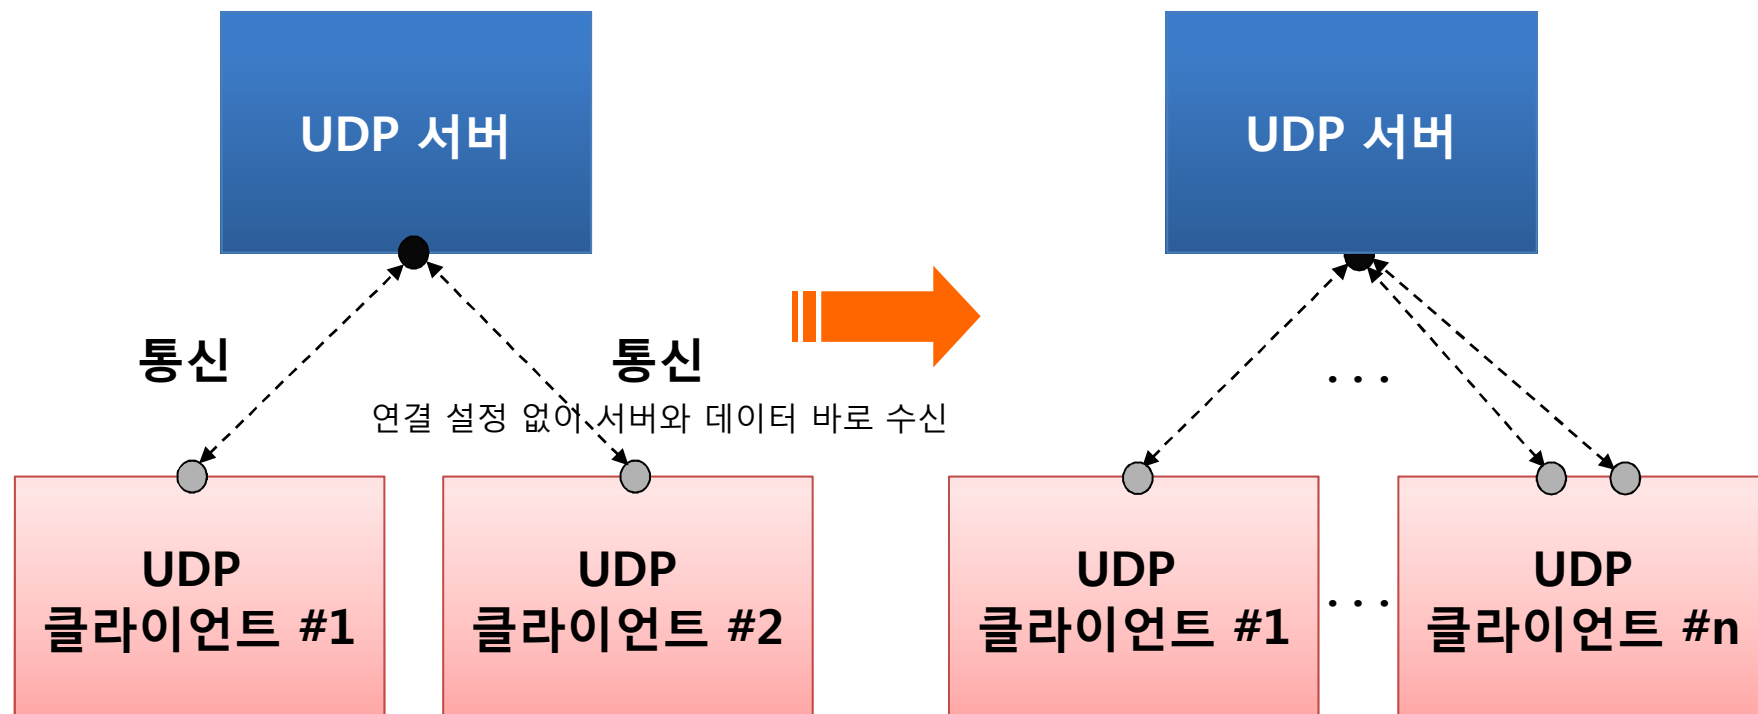 UDP 서버
통신
통신
연결 설정 없이 서버와 데이터 바로 수신
UDP
클라이언트 #1
UDP
클라이언트 #2
UDP 서버
...
UDP
클라이언트 #1
...
UDP
클라이언트 #n